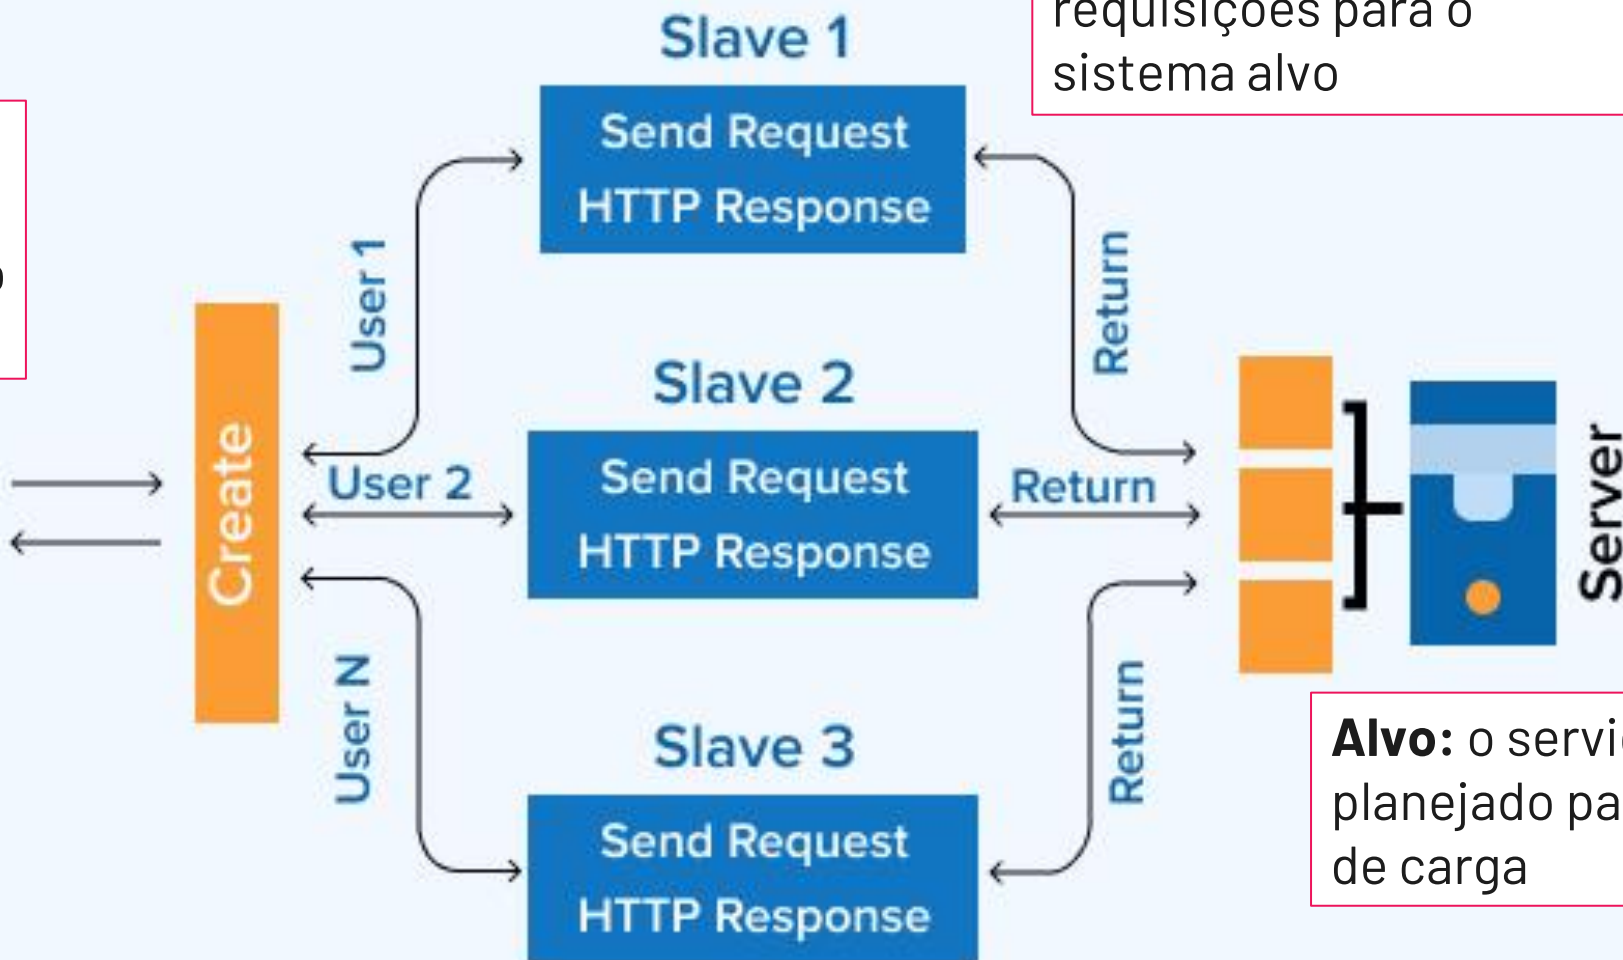 requisições para o
sistema alvo
Slave 1
Send Request
HTTP Response
User 1
Return
Slave 2
Create
User 2
Send Request
HTTP Response
Return
Server
User N
Return
Slave 3
Send Request
HTTP Response
Alvo: o servi
planejado pa
de carga